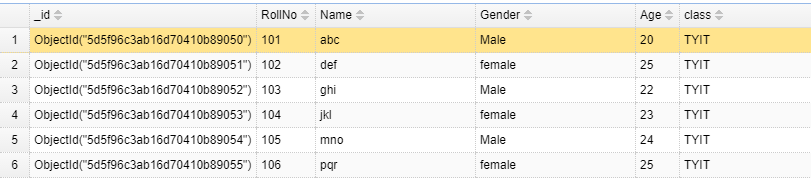 _id RollNo Name Gender Age class
1 ObjectId("5d5f96c3ab16d70410b89050") 101 abc Male 20 TYIT
2 ObjectId("5d5f96c3ab16d70410b89051") 102 def female 25 TYIT
3 ObjectId("5d5f96c3ab16d70410b89052") 103 ghi Male 22 TYIT
4 ObjectId("5d5f96c3ab16d70410b89053") 104 jkl female 23 TYIT
5 ObjectId("5d5f96c3ab16d70410b89054") 105 mno Male 24 TYIT
6 ObjectId("5d5f96c3ab16d70410b89055") 106 pqr female 25 TYIT